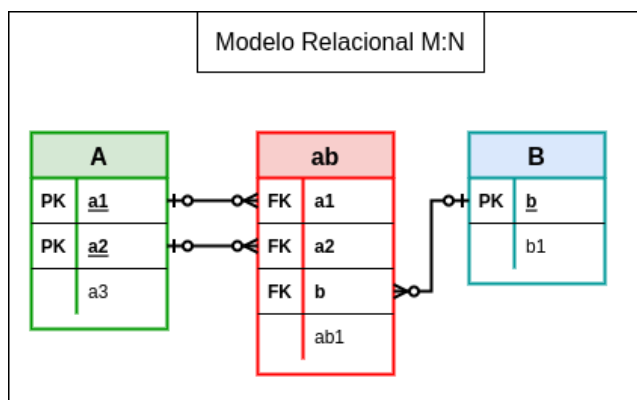 Modelo Relacional M:N
A
PK a1
PK a2
a3
ab
FK a1
FK a2
FK b
ab1
B
PK b
b1